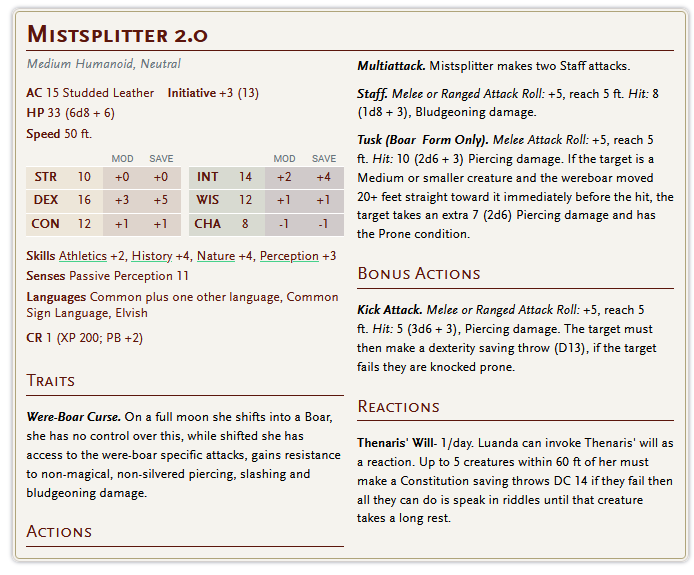 Mistsplitter 2.0
Medium Humanoid, Neutral
AC 15 Studded Leather Initiative +3 (13)
HP 33 (6d8 + 6)
Speed 50 ft.
MOD SAVE MOD SAVE
STR 10 +0 +0 INT 14 +2 +4
DEX 16 +3 +5 WIS 12 +1 +1
CON 12 +1 +1 CHA 8 -1 -1
Skills Athletics +2, History +4, Nature +4, Perception +3
Senses Passive Perception 11
Languages Common plus one other language, Common
Sign Language, Elvish
CR 1 (XP 200; PB +2)
Traits
Were-Boar Curse. On a full moon she shifts into a Boar,
she has no control over this, while shifted she has
access to the were-boar specific attacks, gains resistance
to non-magical, non-silvered piercing, slashing and
bludgeoning damage.
Actions
Multiattack. Mistsplitter makes two Staff attacks.
Staff. Melee or Ranged Attack Roll: +5, reach 5 ft. Hit: 8
(1d8 + 3), Bludgeoning damage.
Tusk (Boar Form Only). Melee Attack Roll: +5, reach 5
ft. Hit: 10 (2d6 + 3) Piercing damage. If the target is a
Medium or smaller creature and the wereboar moved
20+ feet straight toward it immediately before the hit, the
target takes an extra 7 (2d6) Piercing damage and has
the Prone condition.
Bonus Actions
Kick Attack. Melee or Ranged Attack Roll: +5, reach 5
ft. Hit: 5 (3d6 + 3), Piercing damage. The target must
then make a dexterity saving throw (D13), if the target
fails they are knocked prone.
Reactions
Thenaris' Will- 1/day. Luanda can invoke Thenaris' will as
a reaction. Up to 5 creatures within 60 ft of her must
make a Constitution saving throws DC 14 if they fail then
all they can do is speak in riddles until that creature
takes a long rest.